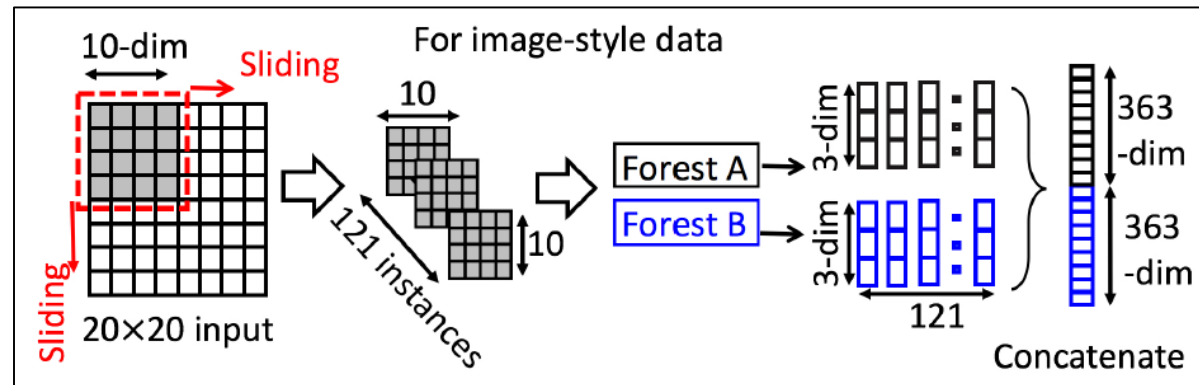 For image-style data
10-dim
Sliding
Sliding
20×20 input
10
10
121 instances
Forest A
Forest B
3-dim
3-dim
121
363
-dim
363
-dim
Concatenate